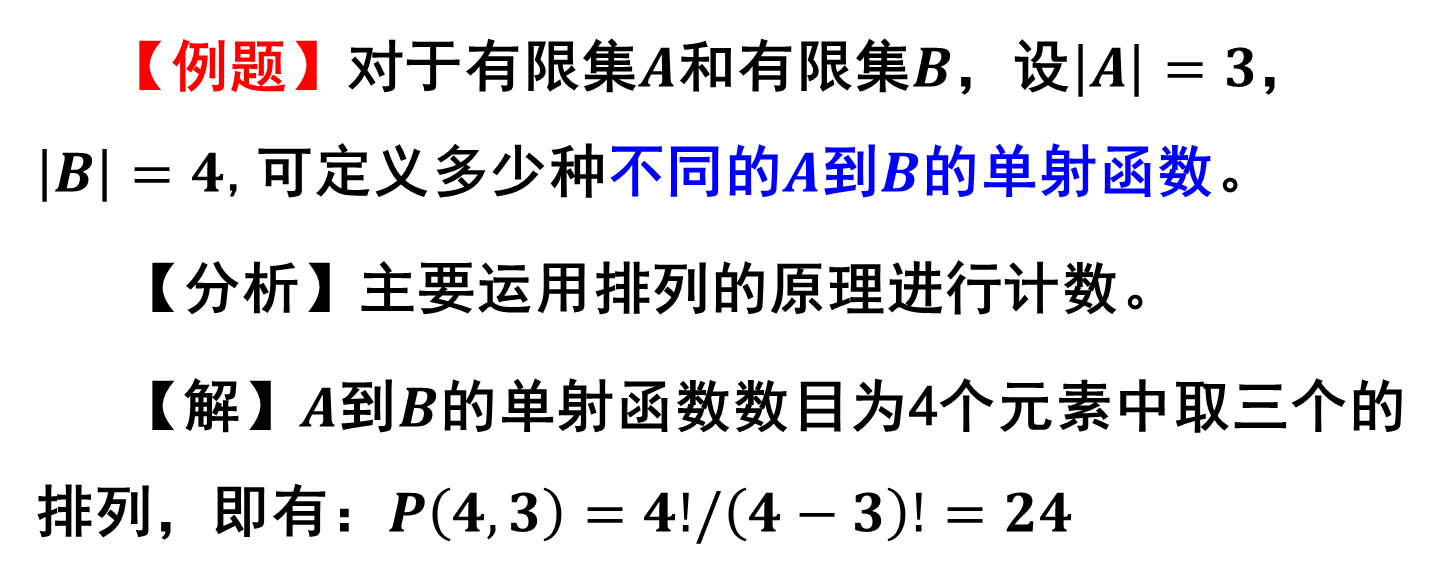 【例题】对于有限集A和有限集B，设|A| = 3，
|B| = 4, 可定义多少种不同的A到B的单射函数。
【分析】主要运用排列的原理进行计数。
【解】A到B的单射函数数目为4个元素中取三个的
排列，即有：P(4, 3) = 4!/(4 − 3)! = 24